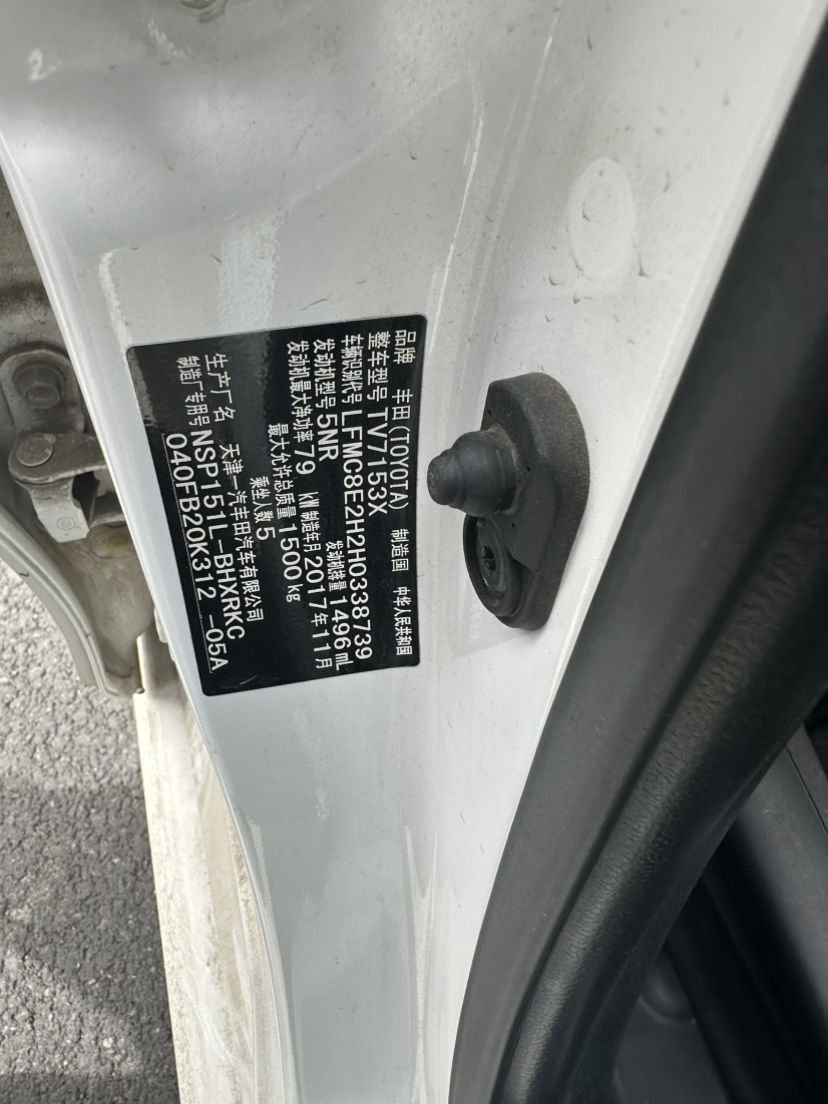 品牌 丰田(TOYOTA) 制造国 中华人民共和国
整车型号 TV7153X
车辆识别代号 LFMC8E2H2H0338739
发动机型号 5NR 发动机排量 1496 mL
发动机最大净功率 79 kW 制造年月 2017年11月
最大允许总质量 1500 kg
乘坐人数 5
生产厂名 天津一汽丰田汽车有限公司
制造厂专用号 NSP151L-BHXRKC
040FB20K312 -05A